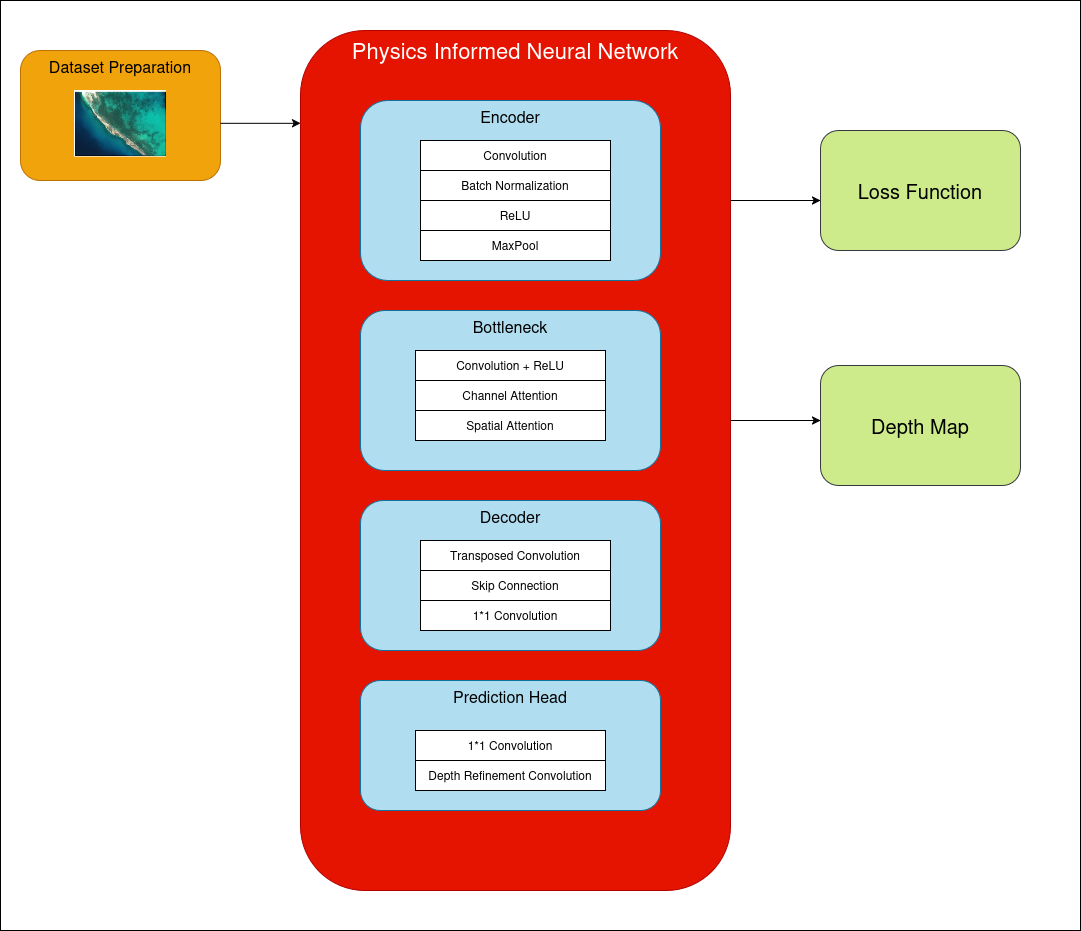 Physics Informed Neural Network
Dataset Preparation
Encoder
Convolution
Batch Normalization
ReLU
MaxPool
Loss Function
Bottleneck
Convolution + ReLU
Channel Attention
Spatial Attention
Depth Map
Decoder
Transposed Convolution
Skip Connection
1*1 Convolution
Prediction Head
1*1 Convolution
Depth Refinement Convolution